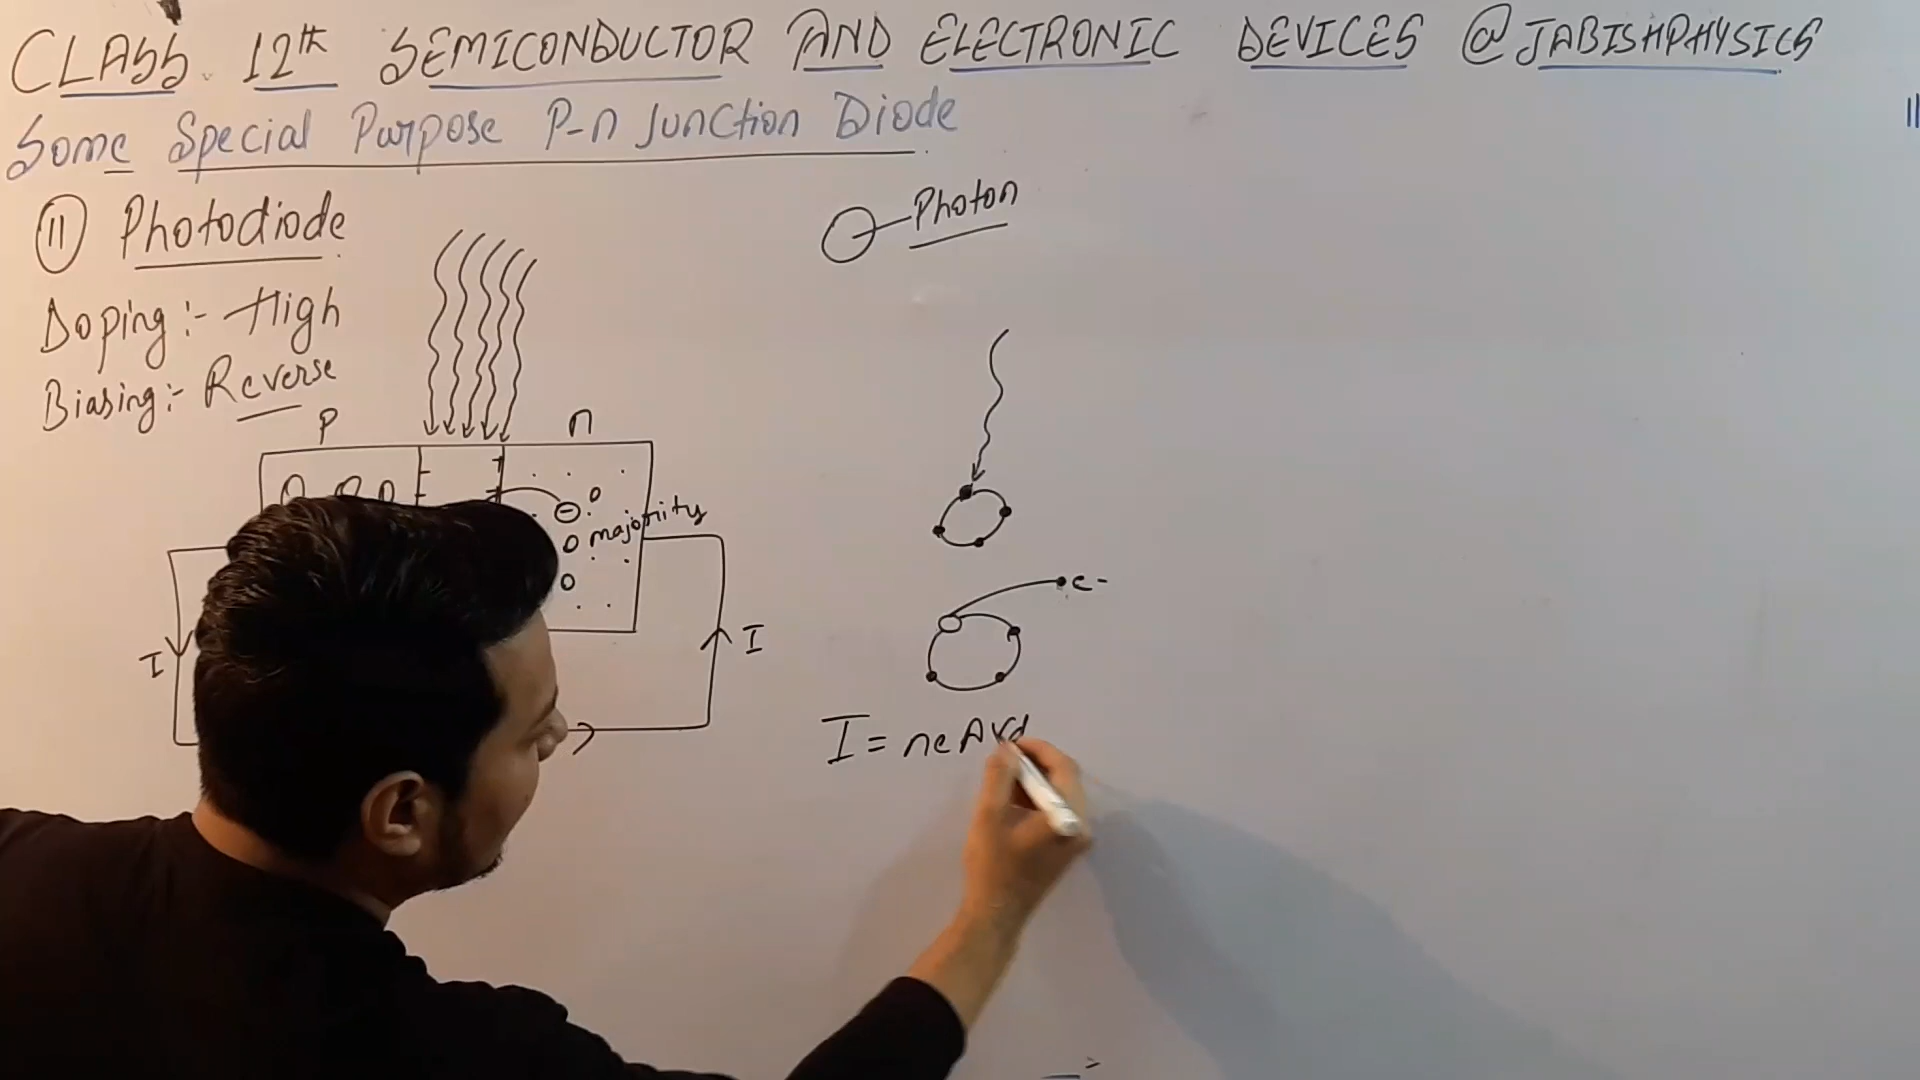 CLASS. 12th SEMICONDUCTOR AND ELECTRONIC DEVICES @JABISHPHYSICS
Some Special Purpose P-n Junction Diode
11 Photodiode
Doping:- High
Biasing:- Reverse
P
n
majority
I
I
Photon
e-
I = neAVd